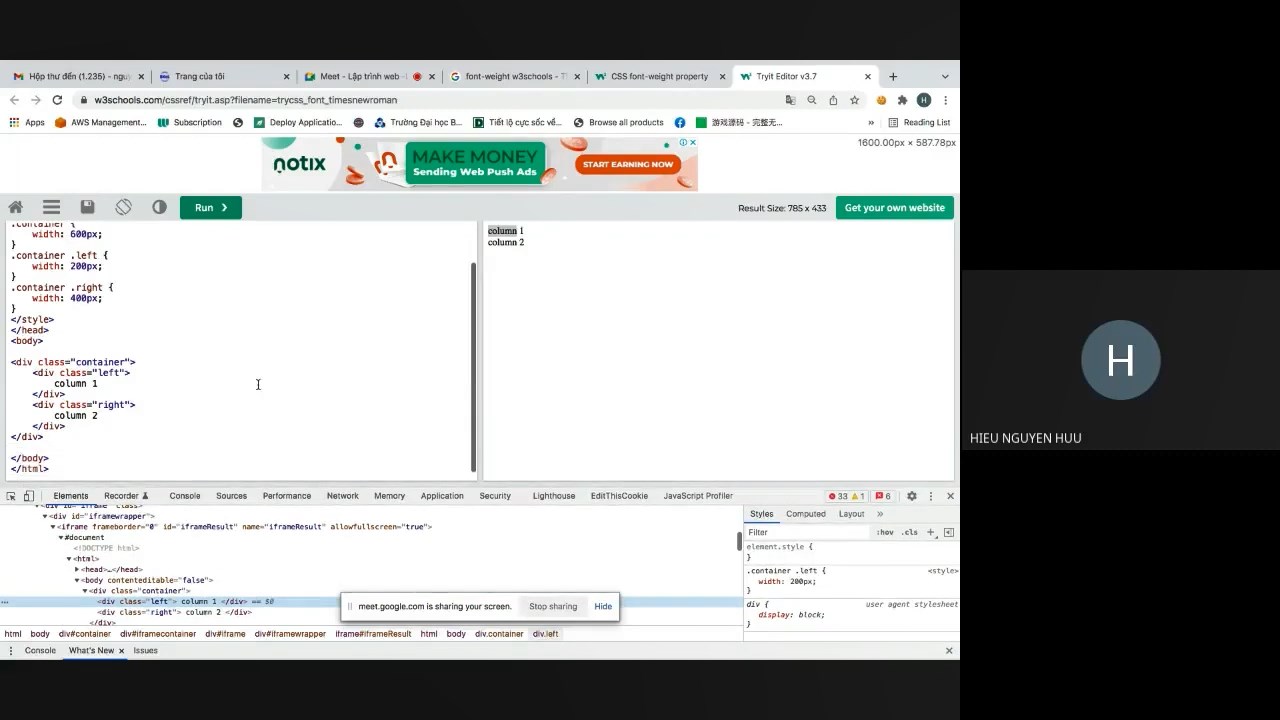 Hộp thư đến (1.235) - nguy
Trang của tôi
Meet - Lập trình web -
font-weight w3schools - T
CSS font-weight property
Tryit Editor v3.7
w3schools.com/cssref/tryit.asp?filename=trycss_font_timesnewroman
H
Apps
AWS Management...
Subscription
Deploy Applicatio...
Trường Đại học B...
Tiết lộ cực sốc về...
Browse all products
游戏源码 - 完整无...
»
Reading List
1600.00px × 587.78px
notix
MAKE MONEY
Sending Web Push Ads
START EARNING NOW
Run ❯
Result Size: 785 x 433
Get your own website
.container {
width: 600px;
}
.container .left {
width: 200px;
}
.container .right {
width: 400px;
}
</style>
</head>
<body>
<div class="container">
<div class="left">
column 1
</div>
<div class="right">
column 2
</div>
</div>
</body>
</html>
column 1
column 2
H
HIEU NGUYEN HUU
Elements
Recorder
Console
Sources
Performance
Network
Memory
Application
Security
Lighthouse
EditThisCookie
JavaScript Profiler
33
1
6
<div id="iframe" class="iframe">
▼<div id="iframewrapper">
▼<iframe frameborder="0" id="iframeResult" name="iframeResult" allowfullscreen="true">
▼#document
<!DOCTYPE html>
▼<html>
▶<head>…</head>
▼<body contenteditable="false">
▼<div class="container">
... <div class="left"> column 1 </div> == $0
<div class="right"> column 2 </div>
</div>
Styles
Computed
Layout
»
Filter
:hov .cls +
element.style {
}
.container .left { <style>
width: 200px;
}
div { user agent stylesheet
display: block;
}
meet.google.com is sharing your screen.
Stop sharing
Hide
html body div#container div#iframecontainer div#iframe div#iframewrapper iframe#iframeResult html body div.container div.left
Console
What's New ×
Issues